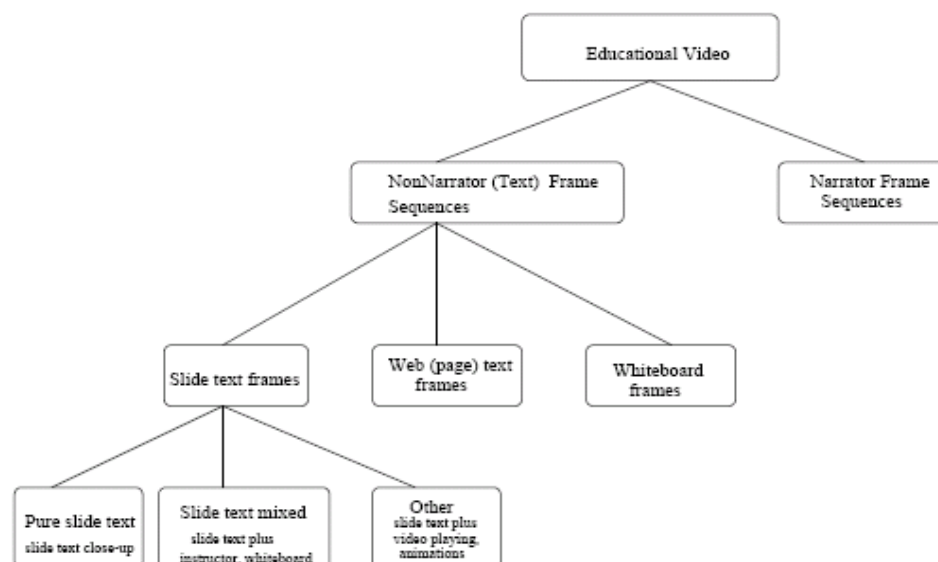 Educational Video
NonNarrator (Text) Frame
Sequences
Narrator Frame
Sequences
Slide text frames
Web (page) text
frames
Whiteboard
frames
Pure slide text
slide text close-up
Slide text mixed
slide text plus
instructor, whiteboard
Other
slide text plus
video playing,
animations